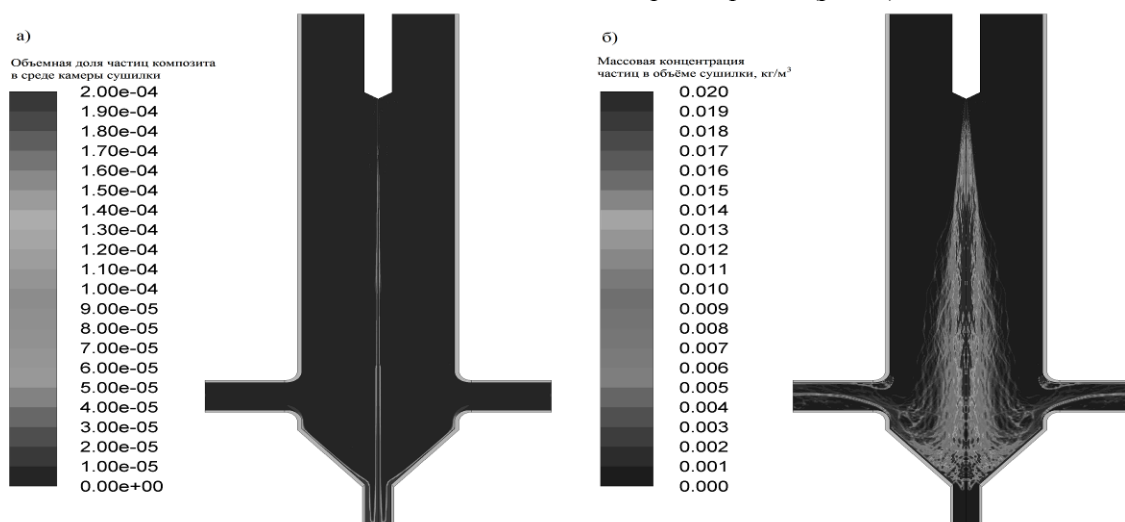 а)
Объемная доля частиц композита
в среде камеры сушилки
2.00e-04
1.90e-04
1.80e-04
1.70e-04
1.60e-04
1.50e-04
1.40e-04
1.30e-04
1.20e-04
1.10e-04
1.00e-04
9.00e-05
8.00e-05
7.00e-05
6.00e-05
5.00e-05
4.00e-05
3.00e-05
2.00e-05
1.00e-05
0.00e+00
б)
Массовая концентрация
частиц в объёме сушилки, кг/м³
0.020
0.019
0.018
0.017
0.016
0.015
0.014
0.013
0.012
0.011
0.010
0.009
0.008
0.007
0.006
0.005
0.004
0.003
0.002
0.001
0.000